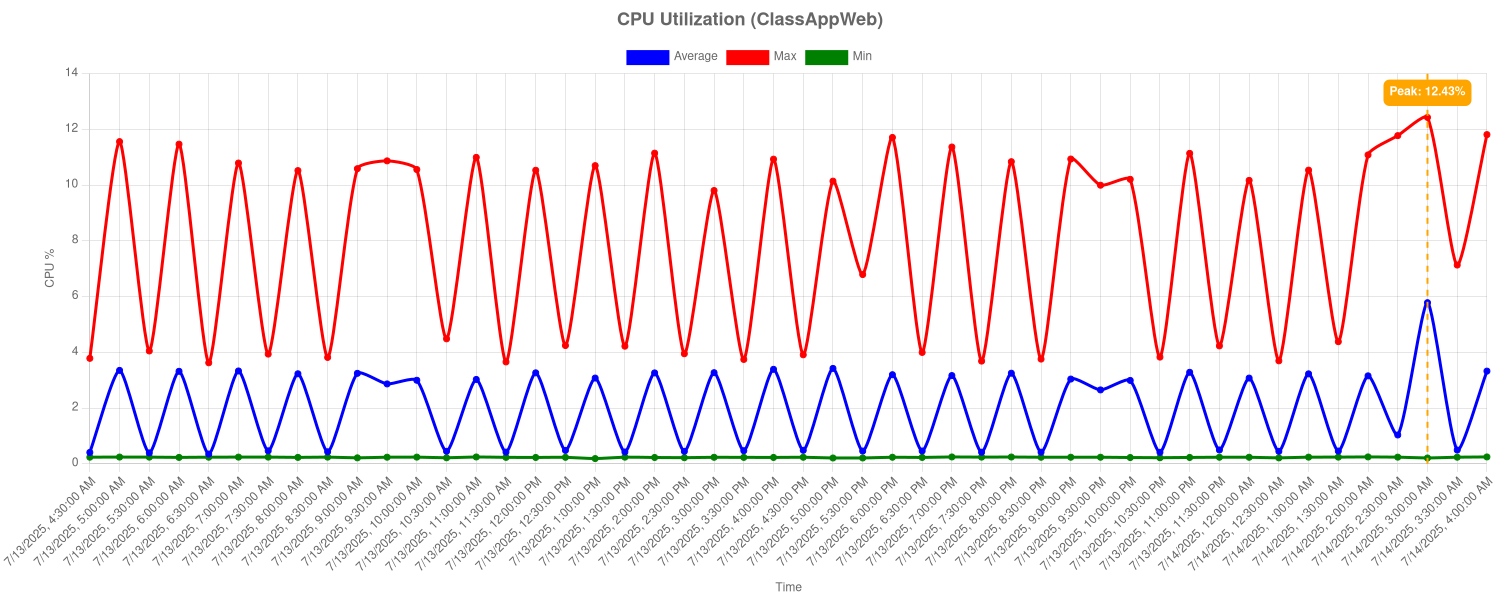 CPU Utilization (ClassAppWeb)
Average Max Min
14
Peak: 12.43%
12
10
8
6
4
2
0
CPU %
7/13/2025, 4:30:00 AM
7/13/2025, 5:00:00 AM
7/13/2025, 5:30:00 AM
7/13/2025, 6:00:00 AM
7/13/2025, 6:30:00 AM
7/13/2025, 7:00:00 AM
7/13/2025, 7:30:00 AM
7/13/2025, 8:00:00 AM
7/13/2025, 8:30:00 AM
7/13/2025, 9:00:00 AM
7/13/2025, 9:30:00 AM
7/13/2025, 10:00:00 AM
7/13/2025, 10:30:00 AM
7/13/2025, 11:00:00 AM
7/13/2025, 11:30:00 AM
7/13/2025, 12:00:00 PM
7/13/2025, 12:30:00 PM
7/13/2025, 1:00:00 PM
7/13/2025, 1:30:00 PM
7/13/2025, 2:00:00 PM
7/13/2025, 2:30:00 PM
7/13/2025, 3:00:00 PM
7/13/2025, 3:30:00 PM
7/13/2025, 4:00:00 PM
7/13/2025, 4:30:00 PM
7/13/2025, 5:00:00 PM
7/13/2025, 5:30:00 PM
7/13/2025, 6:00:00 PM
7/13/2025, 6:30:00 PM
7/13/2025, 7:00:00 PM
7/13/2025, 7:30:00 PM
7/13/2025, 8:00:00 PM
7/13/2025, 8:30:00 PM
7/13/2025, 9:00:00 PM
7/13/2025, 9:30:00 PM
7/13/2025, 10:00:00 PM
7/13/2025, 10:30:00 PM
7/13/2025, 11:00:00 PM
7/13/2025, 11:30:00 PM
7/14/2025, 12:00:00 AM
7/14/2025, 12:30:00 AM
7/14/2025, 1:00:00 AM
7/14/2025, 1:30:00 AM
7/14/2025, 2:00:00 AM
7/14/2025, 2:30:00 AM
7/14/2025, 3:00:00 AM
7/14/2025, 3:30:00 AM
7/14/2025, 4:00:00 AM
Time